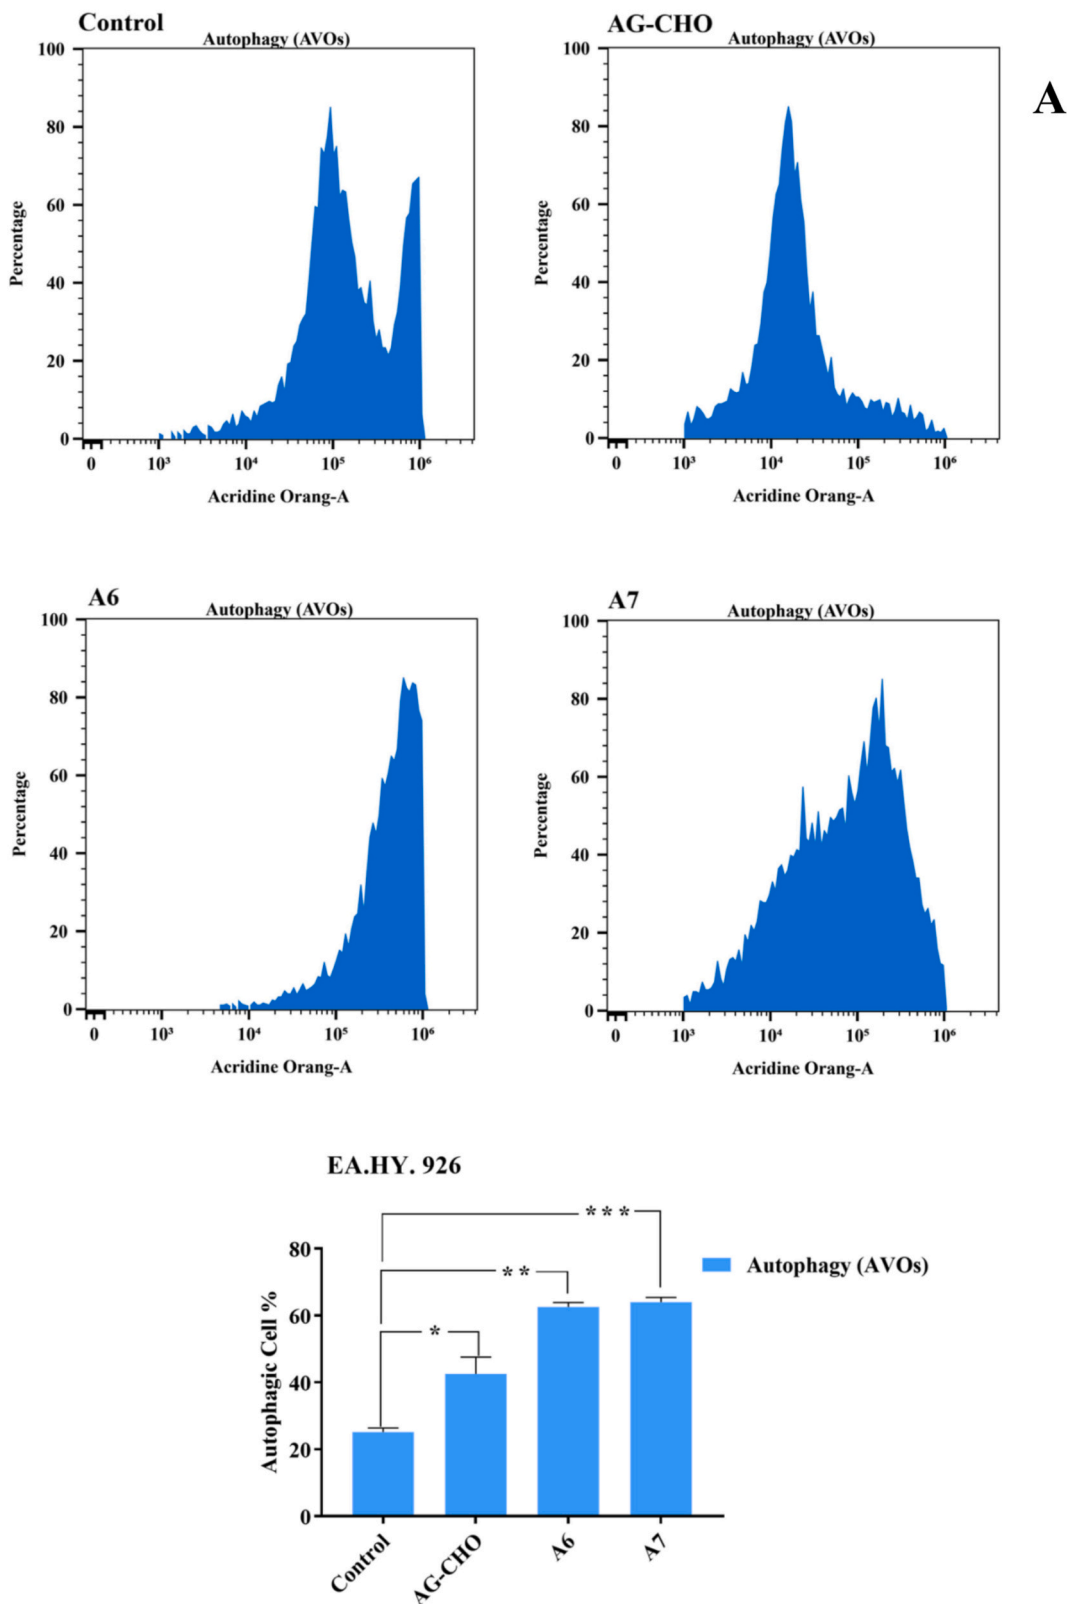 Control
Autophagy (AVOs)
100
80
60
40
20
0
Percentage
0 10³ 10⁴ 10⁵ 10⁶
Acridine Orang-A
AG-CHO
Autophagy (AVOs)
100
80
60
40
20
0
Percentage
0 10³ 10⁴ 10⁵ 10⁶
Acridine Orang-A
A
A6
Autophagy (AVOs)
100
80
60
40
20
0
Percentage
0 10³ 10⁴ 10⁵ 10⁶
Acridine Orang-A
A7
Autophagy (AVOs)
100
80
60
40
20
0
Percentage
0 10³ 10⁴ 10⁵ 10⁶
Acridine Orang-A
EA.HY. 926
***
**
*
80
60
40
20
0
Autophagic Cell %
Control
AG-CHO
A6
A7
Autophagy (AVOs)